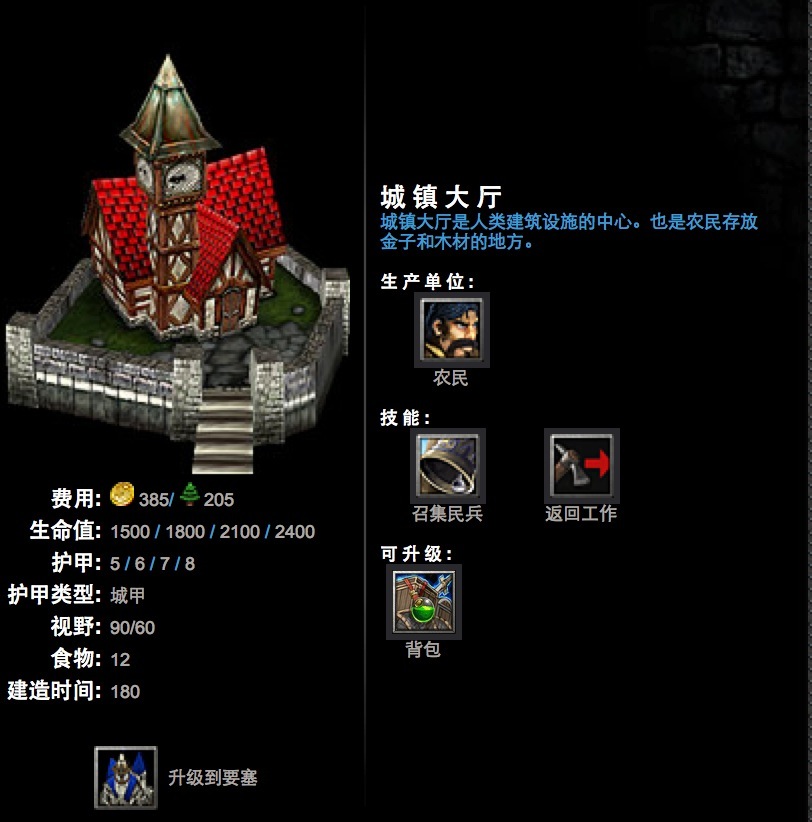 城镇大厅
城镇大厅是人类建筑设施的中心。也是农民存放
金子和木材的地方。
生产单位:
农民
技能:
召集民兵
返回工作
可升级:
背包
费用: 385/ 205
生命值: 1500 / 1800 / 2100 / 2400
护甲: 5 / 6 / 7 / 8
护甲类型: 城甲
视野: 90/60
食物: 12
建造时间: 180
升级到要塞